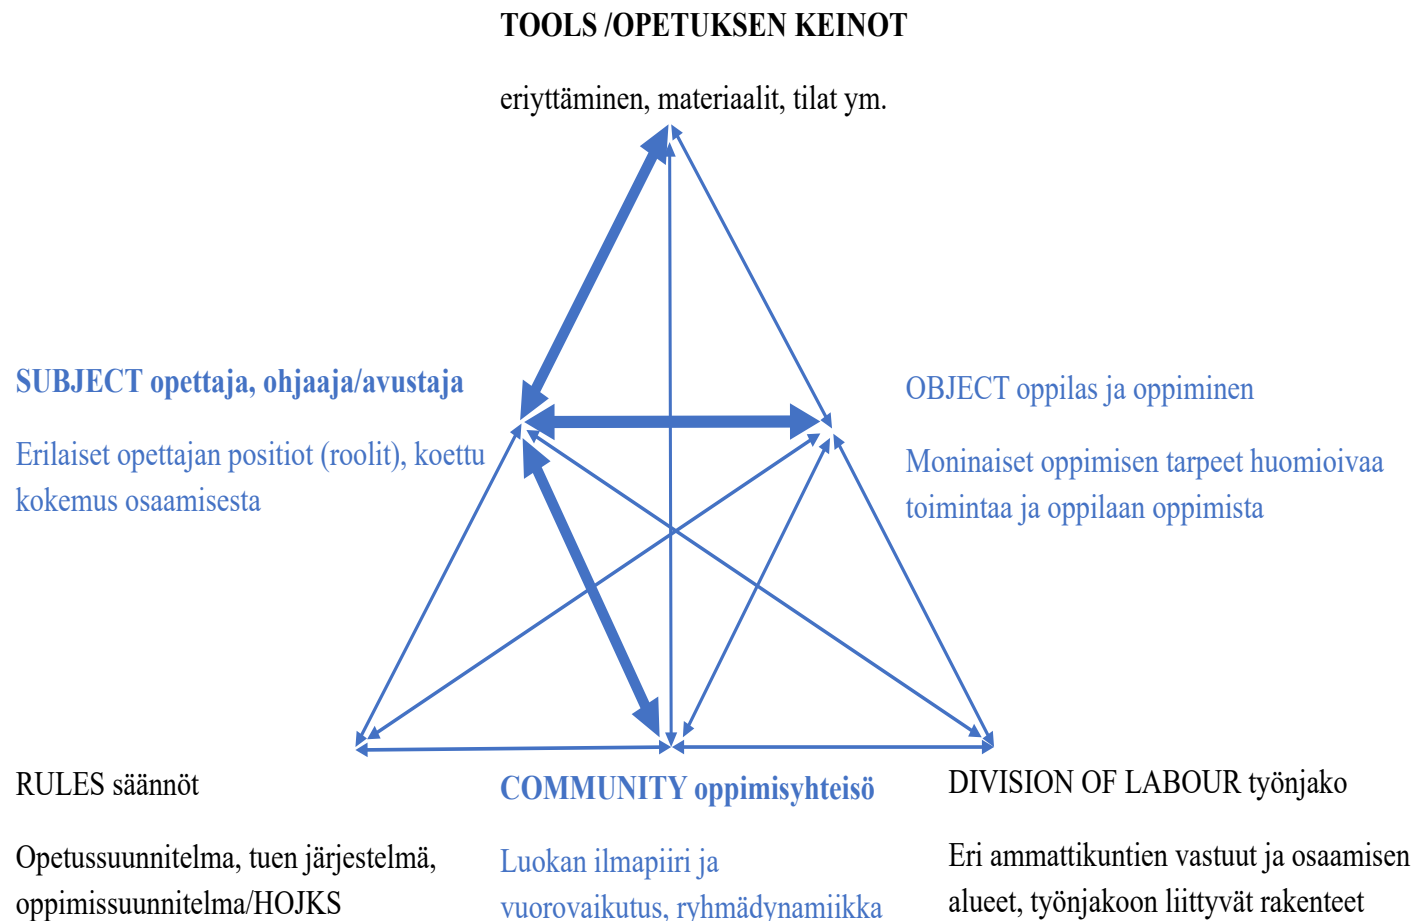 TOOLS /OPETUKSEN KEINOT
eriyttäminen, materiaalit, tilat ym.
SUBJECT opettaja, ohjaaja/avustaja
Erilaiset opettajan positiot (roolit), koettu
kokemus osaamisesta
OBJECT oppilas ja oppiminen
Moninaiset oppimisen tarpeet huomioivaa
toimintaa ja oppilaan oppimista
RULES säännöt
Opetussuunnitelma, tuen järjestelmä,
oppimissuunnitelma/HOJKS
COMMUNITY oppimisyhteisö
Luokan ilmapiiri ja
vuorovaikutus, ryhmädynamiikka
DIVISION OF LABOUR työnjako
Eri ammattikuntien vastuut ja osaamisen
alueet, työnjakoon liittyvät rakenteet